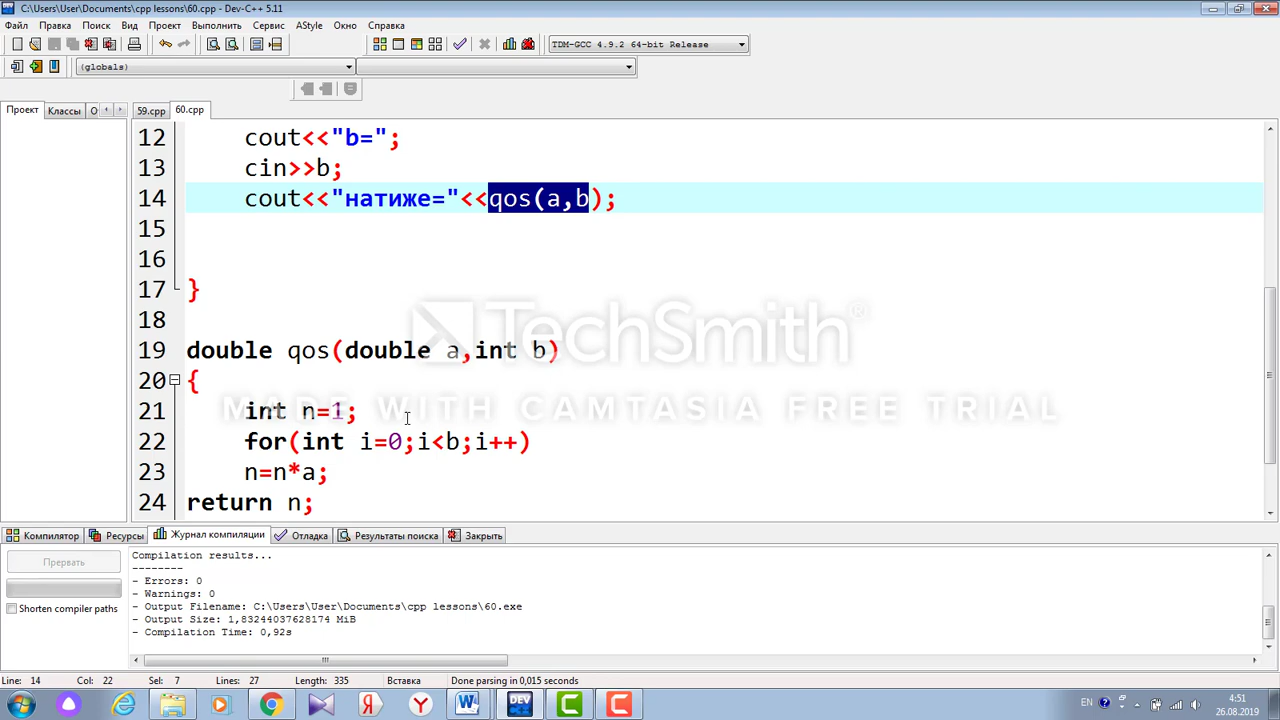 C:\Users\User\Documents\cpp lessons\60.cpp - Dev-C++ 5.11
Файл Правка Поиск Вид Проект Выполнить Сервис AStyle Окно Справка
TDM-GCC 4.9.2 64-bit Release
(globals)
Проект Классы О 59.cpp 60.cpp
12 cout<<"b=";
13 cin>>b;
14 cout<<"натиже="<<qos(a,b);
15
16
17 }
18
19 double qos(double a,int b)
20 {
21 int n=1;
22 for(int i=0;i<b;i++)
23 n=n*a;
24 return n;
TechSmith®
MADE WITH CAMTASIA FREE TRIAL
Компилятор Ресурсы Журнал компиляции Отладка Результаты поиска Закрыть
Прервать
Shorten compiler paths
Compilation results...
--------
- Errors: 0
- Warnings: 0
- Output Filename: C:\Users\User\Documents\cpp lessons\60.exe
- Output Size: 1,83244037628174 MiB
- Compilation Time: 0,92s
Line: 14 Col: 22 Sel: 7 Lines: 27 Length: 335 Вставка Done parsing in 0,015 seconds
EN 4:51
26.08.2019